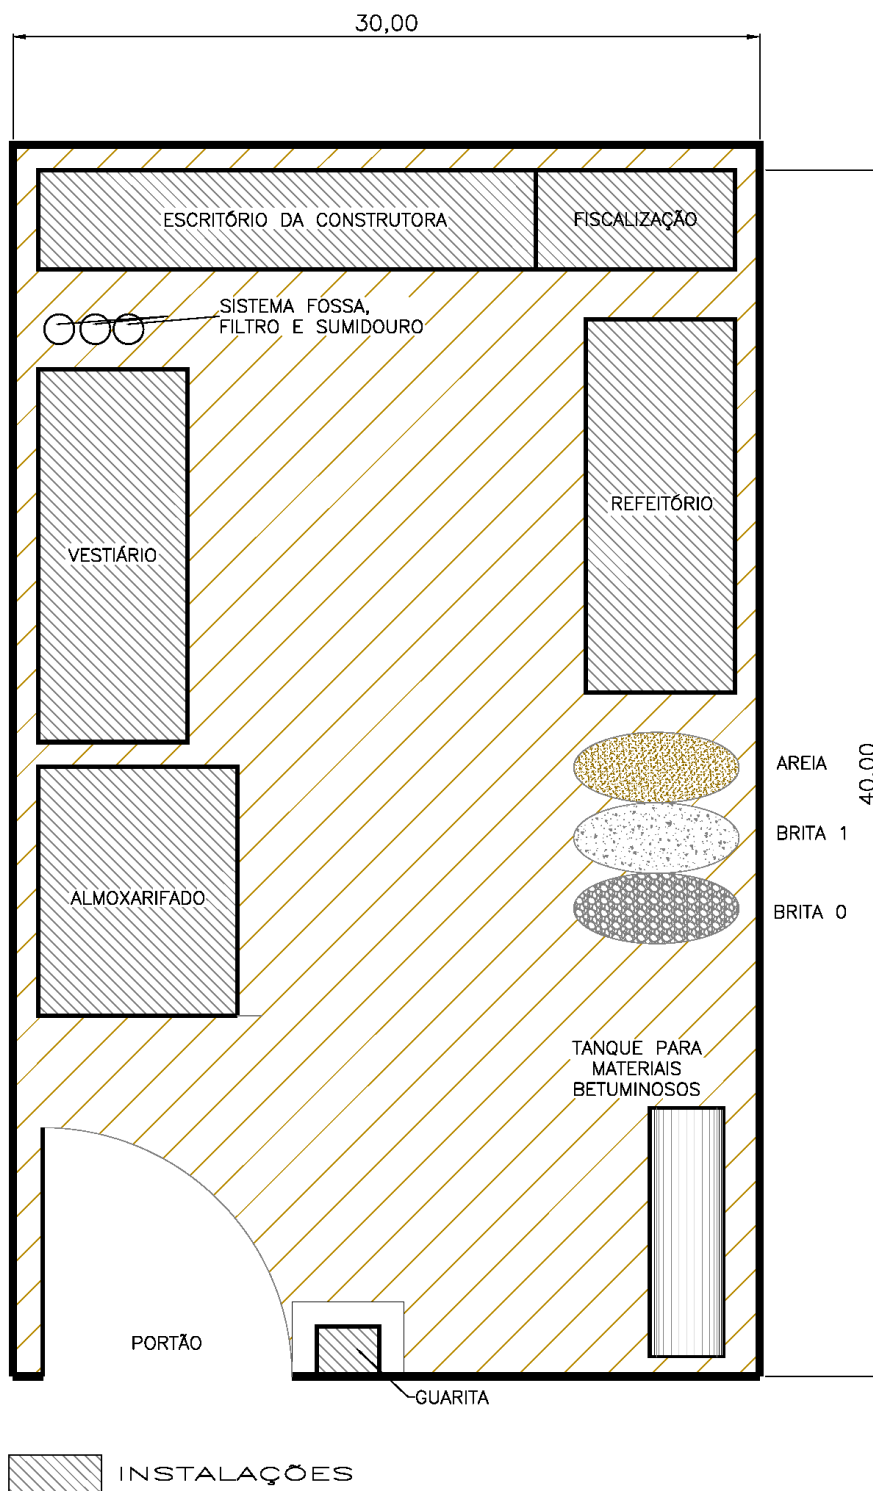 30,00
ESCRITÓRIO DA CONSTRUTORA
FISCALIZAÇÃO
SISTEMA FOSSA,
FILTRO E SUMIDOURO
REFEITÓRIO
VESTIÁRIO
AREIA
40,00
BRITA 1
ALMOXARIFADO
BRITA 0
TANQUE PARA
MATERIAIS
BETUMINOSOS
PORTÃO
GUARITA
INSTALAÇÕES